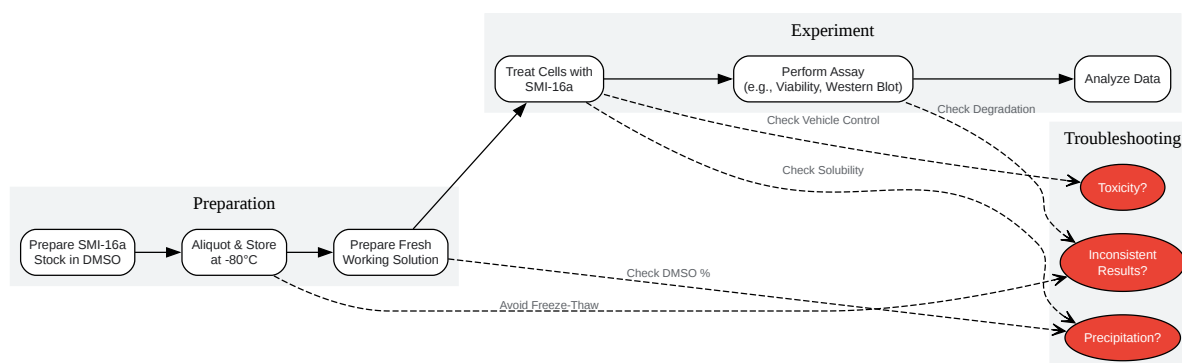 Experiment
Treat Cells with
SMI-16a
Perform Assay
(e.g., Viability, Western Blot)
Analyze Data
Check Degradation
Check Vehicle Control
Troubleshooting
Check Solubility
Toxicity?
Preparation
Prepare SMI-16a
Stock in DMSO
Aliquot & Store
at -80°C
Prepare Fresh
Working Solution
Check DMSO %
Inconsistent
Results?
Avoid Freeze-Thaw
Precipitation?